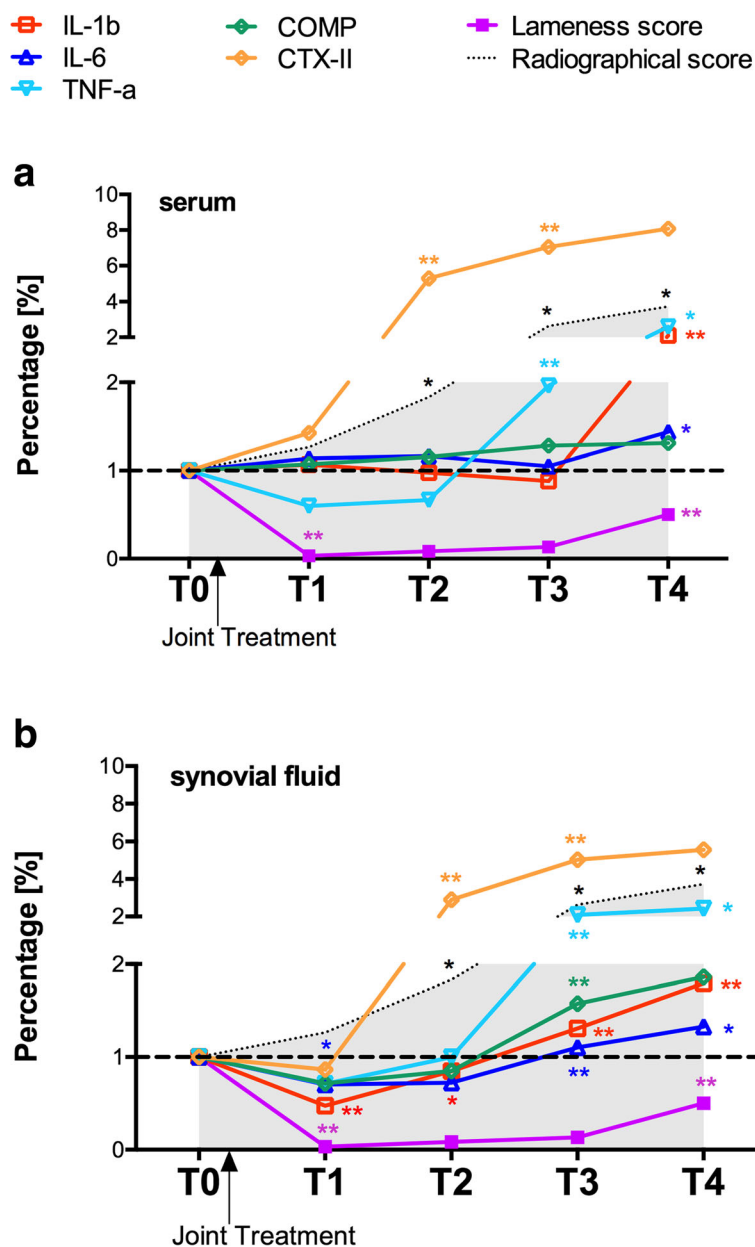 IL-1b COMP Lameness score
IL-6 CTX-II Radiographical score
TNF-a
a
serum
Percentage [%]
10
8
6
4
2
2
1
0
** ** * * * **
* ** * ** **
T0 T1 T2 T3 T4
Joint Treatment
b
synovial fluid
Percentage [%]
10
8
6
4
2
2
1
0
** ** * * * **
* * ** ** ** * ** * ** ** **
T0 T1 T2 T3 T4
Joint Treatment